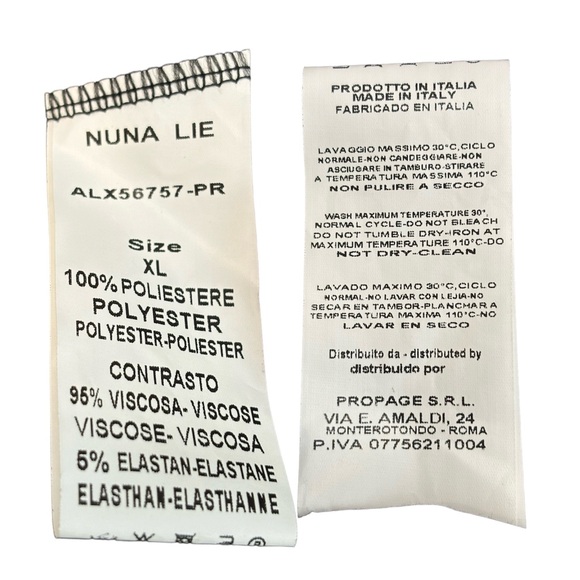 NUNA LIE
ALX56757-PR
Size
XL
100% POLIESTERE
POLYESTER
POLYESTER-POLIESTER
CONTRASTO
95% VISCOSA- VISCOSE
VISCOSE- VISCOSA
5% ELASTAN-ELASTANE
ELASTHAN-ELASTHANNE
PRODOTTO IN ITALIA
MADE IN ITALY
FABRICADO EN ITALIA
LAVAGGIO MASSIMO 30°C,CICLO
NORMALE-NON CANDEGGIARE-NON
ASCIUGARE IN TAMBURO-STIRARE
A TEMPERATURA MASSIMA 110°C
NON PULIRE A SECCO
WASH MAXIMUM TEMPERATURE 30°,
NORMAL CYCLE-DO NOT BLEACH
DO NOT TUMBLE DRY-IRON AT
MAXIMUM TEMPERATURE 110°C-DO
NOT DRY-CLEAN
LAVADO MAXIMO 30°C,CICLO
NORMAL-NO LAVAR CON LEJIA-NO
SECAR EN TAMBOR-PLANCHAR A
TEMPERATURA MAXIMA 110°C-NO
LAVAR EN SECO
Distribuito da - distributed by
distribuido por
PROPAGE S.R.L.
VIA E. AMALDI, 24
MONTEROTONDO - ROMA
P.IVA 07756211004